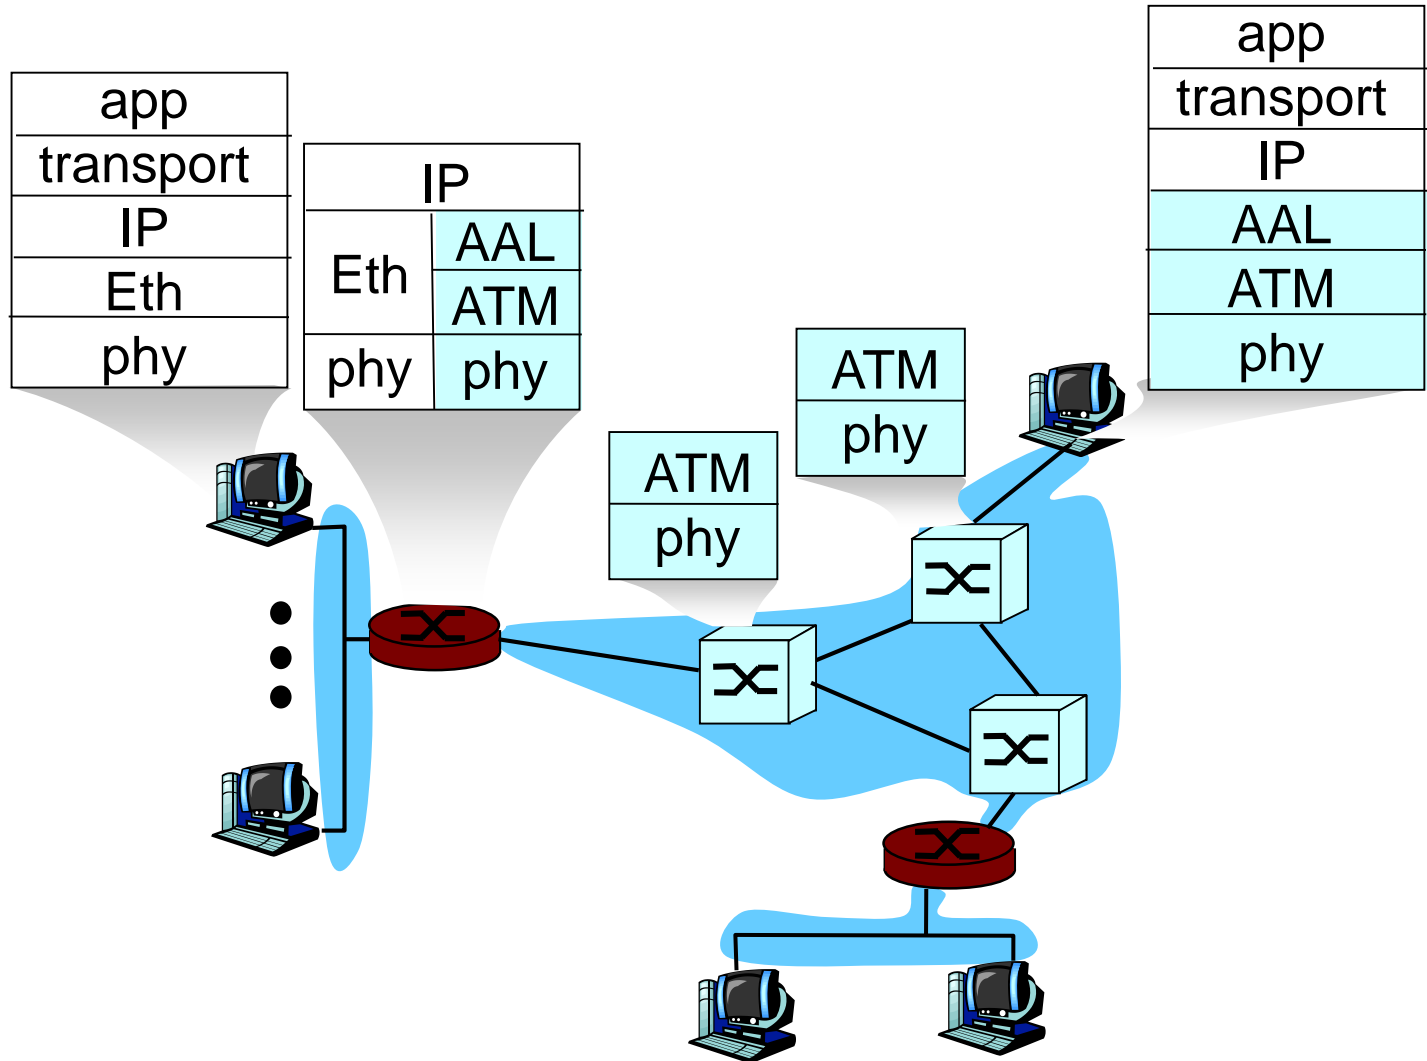 app
transport
IP
Eth
phy
IP
Eth
AAL
ATM
phy
phy
ATM
phy
ATM
phy
app
transport
IP
AAL
ATM
phy